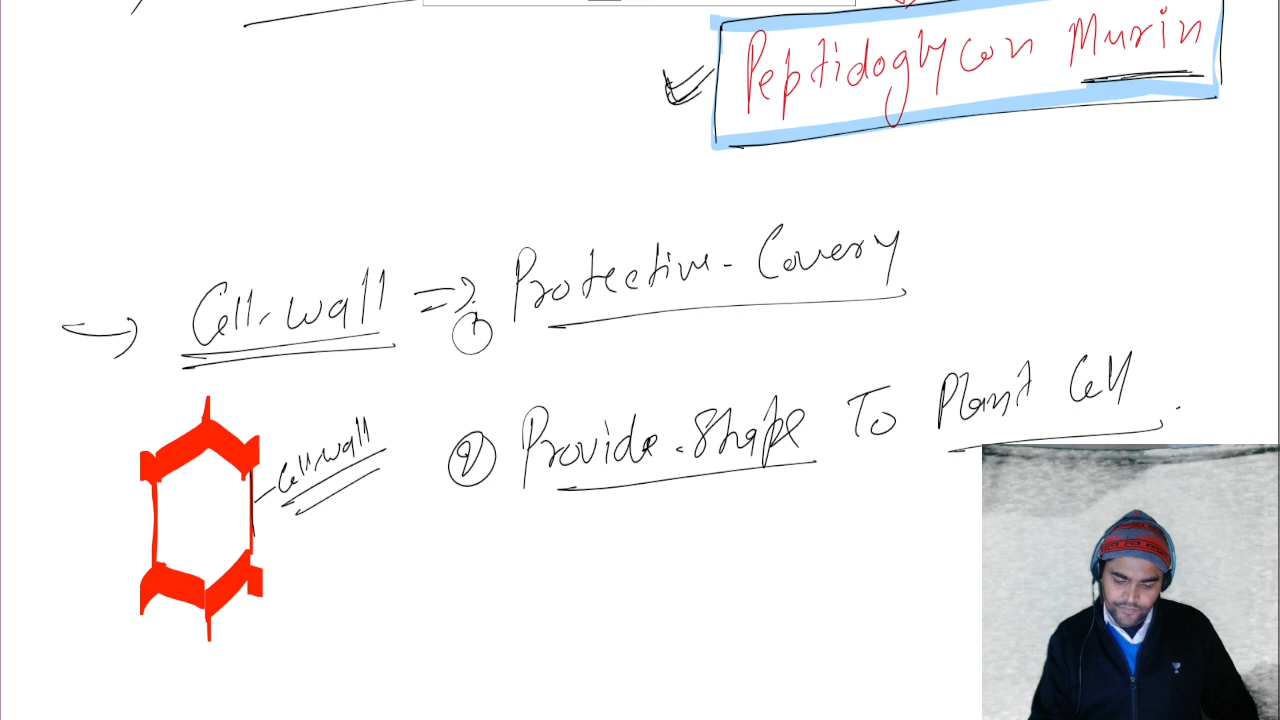 Peptidoglycan Murin
Cell-wall ⇒ ① Protective-Covery
Cell-wall
② Provide-Shape To Plant Cell